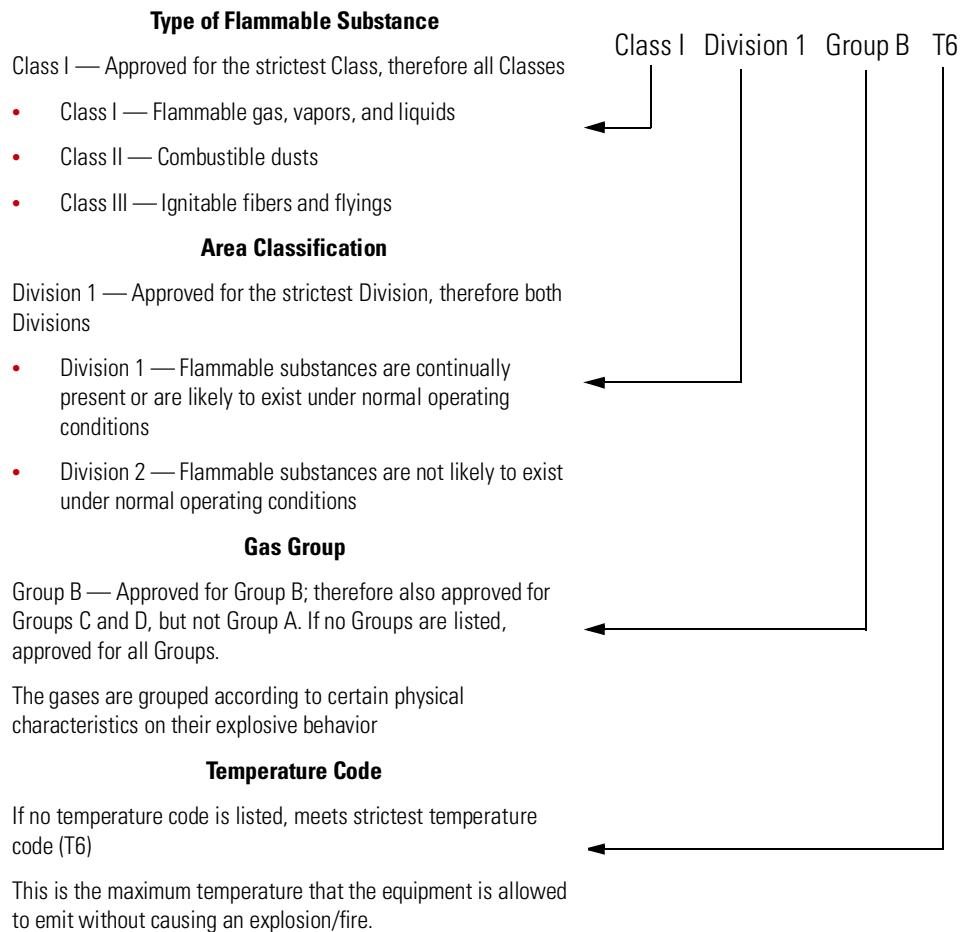 Type of Flammable Substance
Class I Division 1 Group B T6
Class I — Approved for the strictest Class, therefore all Classes
• Class I — Flammable gas, vapors, and liquids
• Class II — Combustible dusts
• Class III — Ignitable fibers and flyings
Area Classification
Division 1 — Approved for the strictest Division, therefore both
Divisions
• Division 1 — Flammable substances are continually
present or are likely to exist under normal operating
conditions
• Division 2 — Flammable substances are not likely to exist
under normal operating conditions
Gas Group
Group B — Approved for Group B; therefore also approved for
Groups C and D, but not Group A. If no Groups are listed,
approved for all Groups.
The gases are grouped according to certain physical
characteristics on their explosive behavior
Temperature Code
If no temperature code is listed, meets strictest temperature
code (T6)
This is the maximum temperature that the equipment is allowed
to emit without causing an explosion/fire.